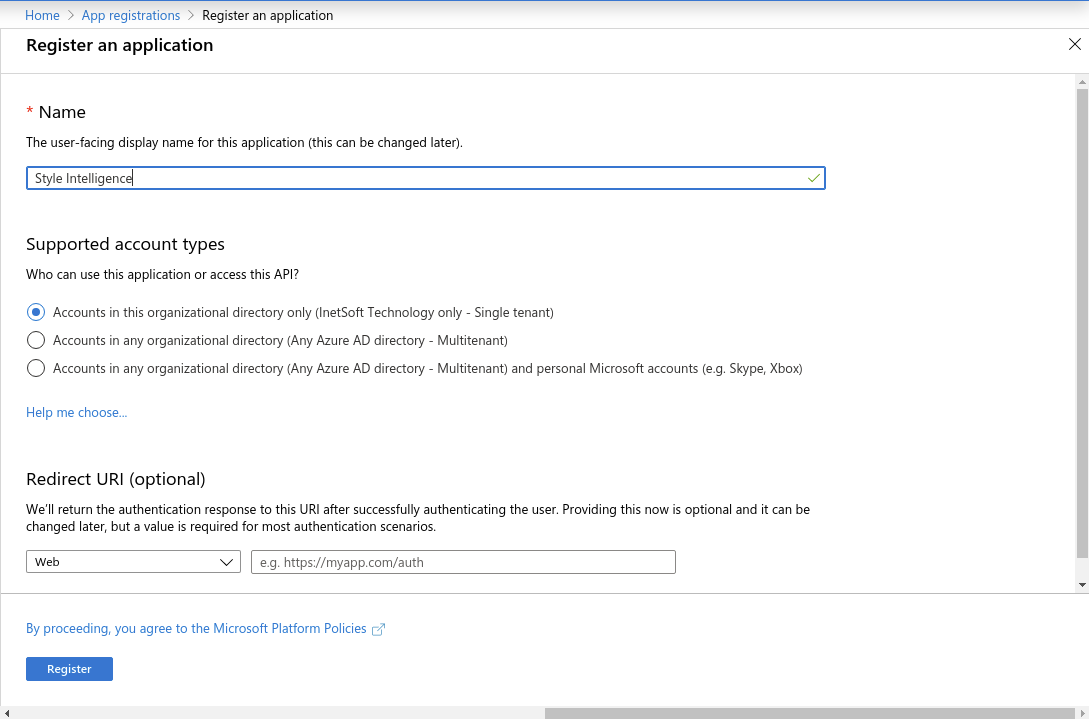 Home > App registrations > Register an application
Register an application
* Name
The user-facing display name for this application (this can be changed later).
Style Intelligence
Supported account types
Who can use this application or access this API?
Accounts in this organizational directory only (InetSoft Technology only - Single tenant)
Accounts in any organizational directory (Any Azure AD directory - Multitenant)
Accounts in any organizational directory (Any Azure AD directory - Multitenant) and personal Microsoft accounts (e.g. Skype, Xbox)
Help me choose...
Redirect URI (optional)
We'll return the authentication response to this URI after successfully authenticating the user. Providing this now is optional and it can be
changed later, but a value is required for most authentication scenarios.
Web
e.g. https://myapp.com/auth
By proceeding, you agree to the Microsoft Platform Policies
Register